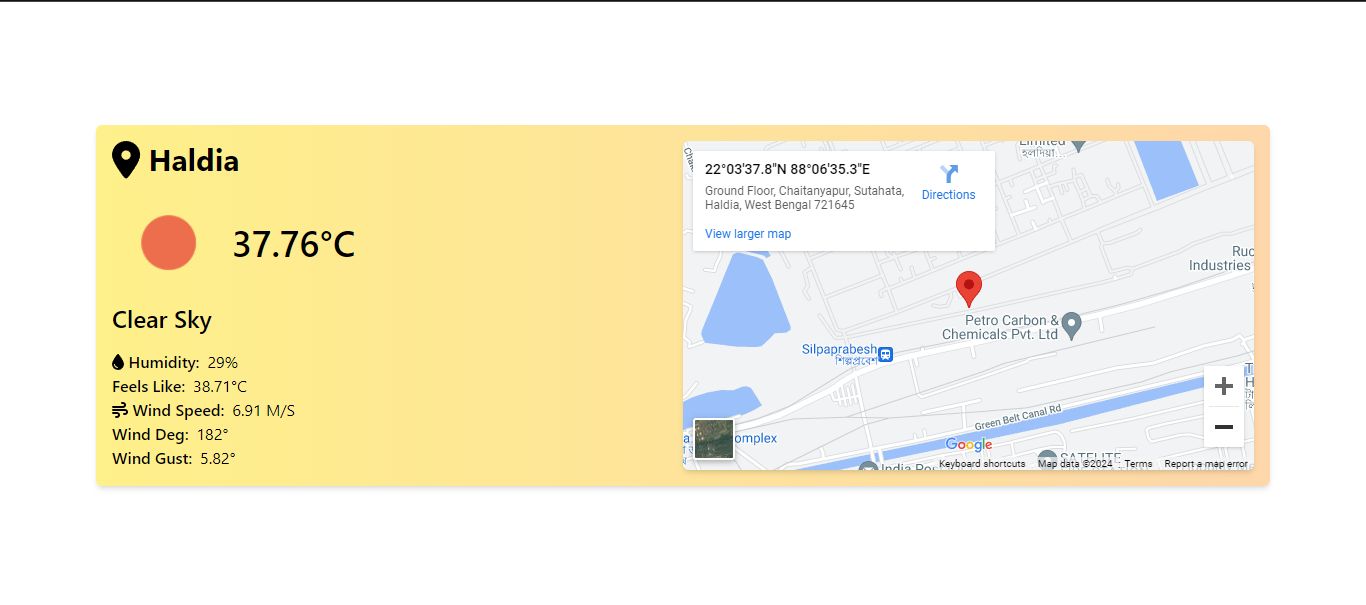 Haldia
37.76°C
Clear Sky
Humidity: 29%
Feels Like: 38.71°C
Wind Speed: 6.91 M/S
Wind Deg: 182°
Wind Gust: 5.82°
22°03'37.8"N 88°06'35.3"E
Ground Floor, Chaitanyapur, Sutahata,
Haldia, West Bengal 721645
Directions
View larger map
Limited
হলদিয়া...
Industries
Petro Carbon &
Chemicals Pvt. Ltd
Silpaprabesh
শিল্পপ্রবেশ
Green Belt Canal Rd
omplex
Google
SATELITE
India
Keyboard shortcuts
Map data ©2024
Terms
Report a map error